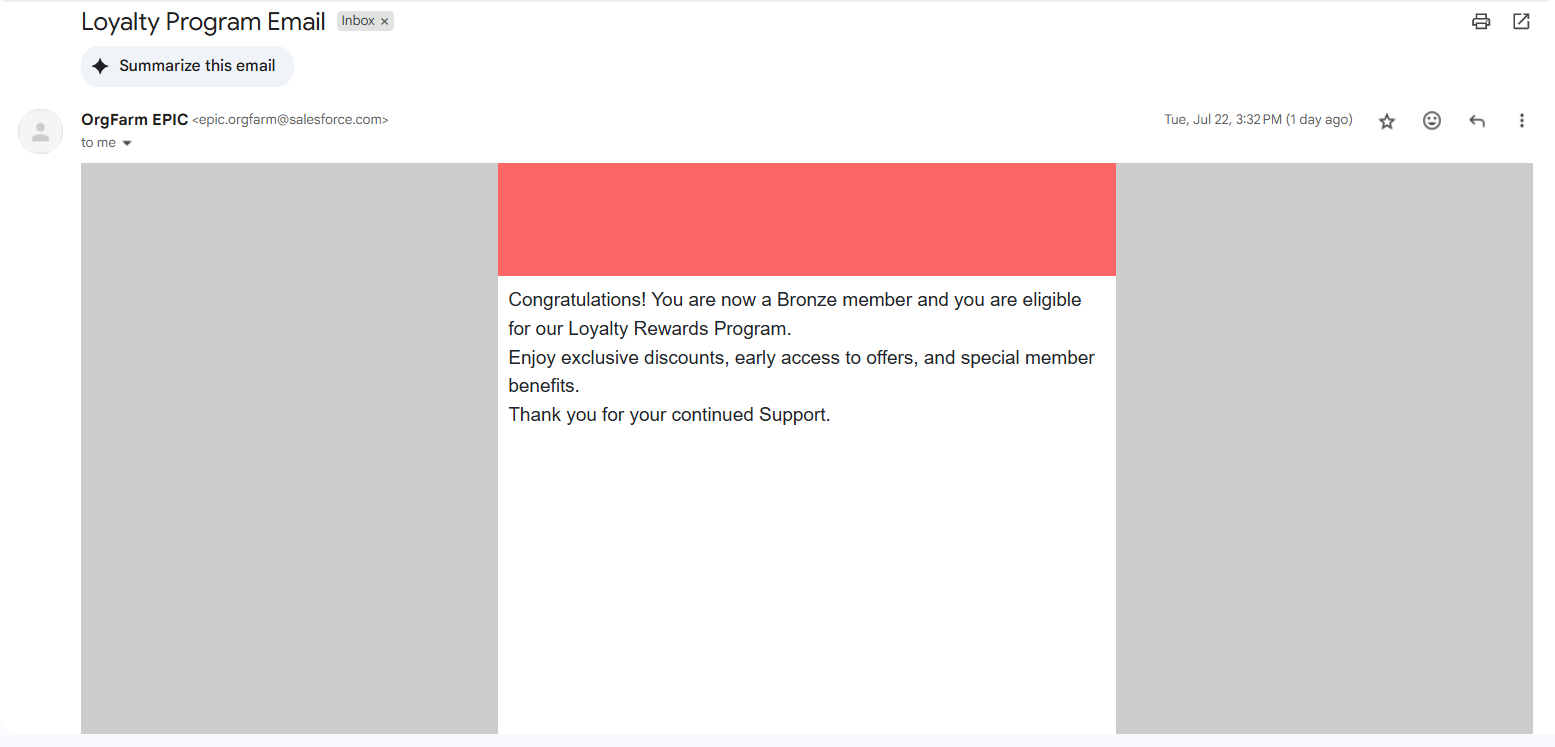 Loyalty Program Email Inbox ×
Summarize this email
OrgFarm EPIC <epic.orgfarm@salesforce.com> Tue, Jul 22, 3:32 PM (1 day ago)
to me
Congratulations! You are now a Bronze member and you are eligible
for our Loyalty Rewards Program.
Enjoy exclusive discounts, early access to offers, and special member
benefits.
Thank you for your continued Support.